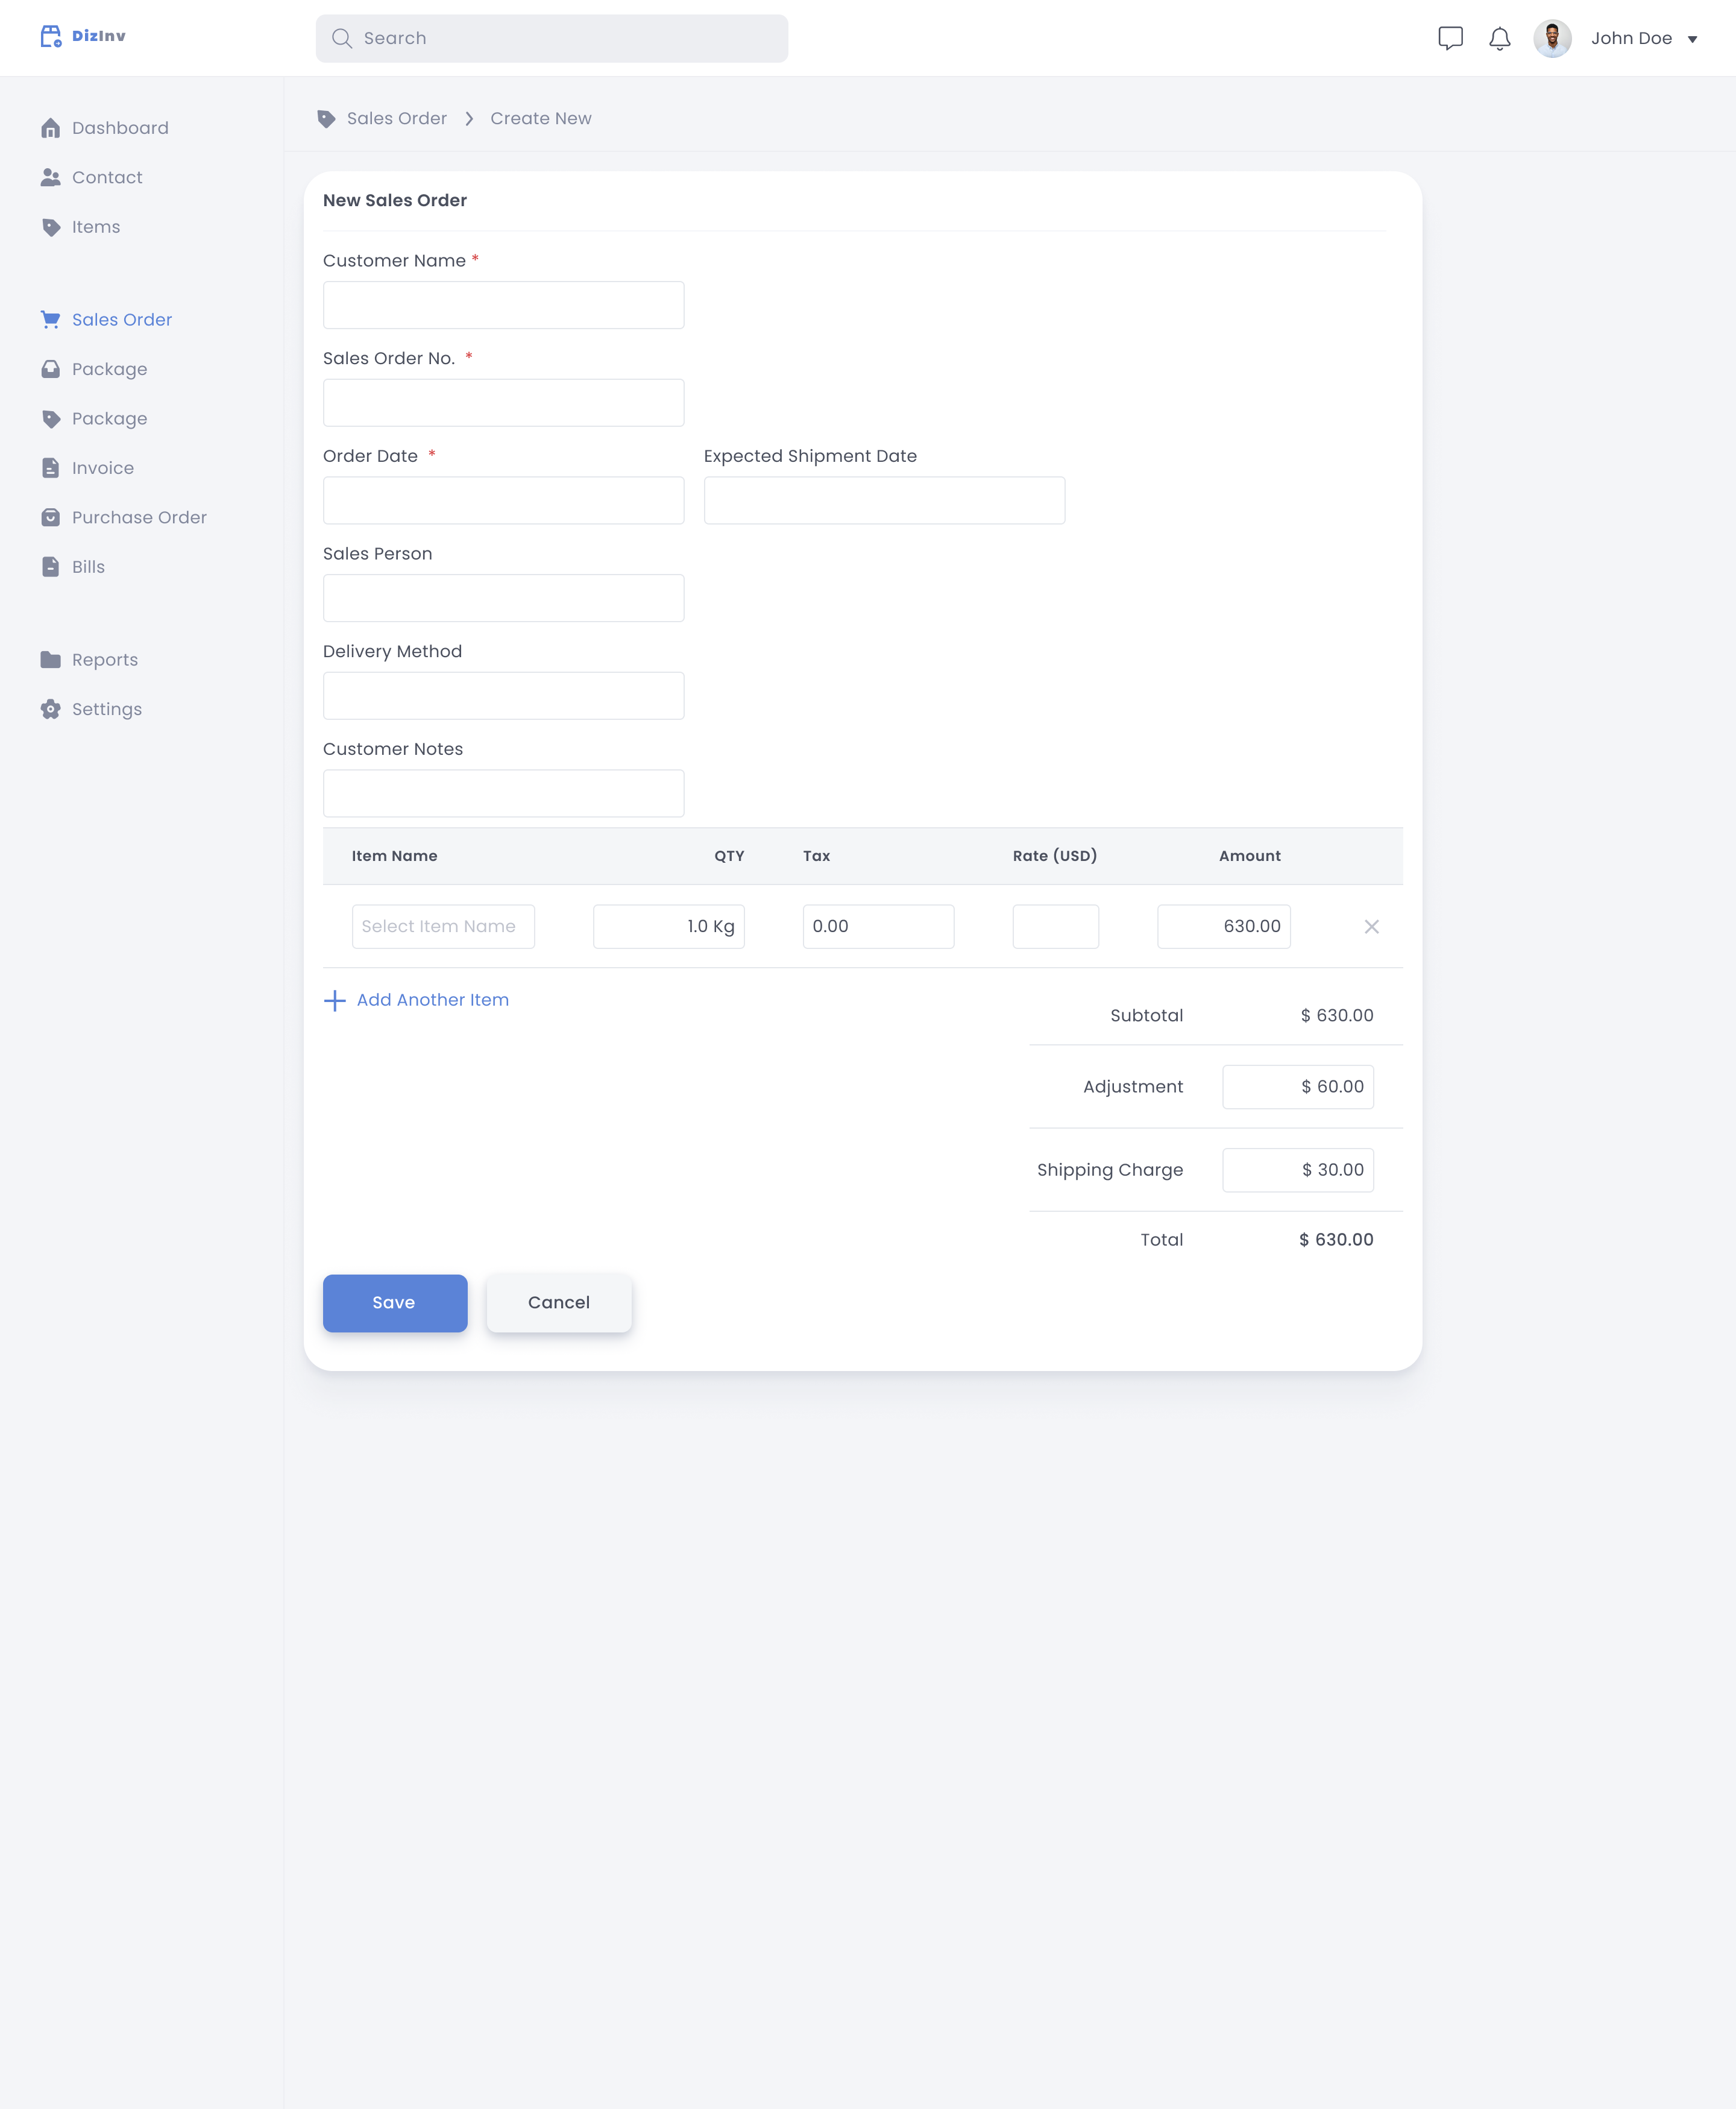 DizInv
Search
John Doe
Dashboard
Contact
Items
Sales Order
Package
Package
Invoice
Purchase Order
Bills
Reports
Settings
Sales Order Create New
New Sales Order
Customer Name *
Sales Order No. *
Order Date * Expected Shipment Date
Sales Person
Delivery Method
Customer Notes
Item Name QTY Tax Rate (USD) Amount
Select Item Name 1.0 Kg 0.00 630.00
Add Another Item
Subtotal $ 630.00
Adjustment $ 60.00
Shipping Charge $ 30.00
Total $ 630.00
Save Cancel